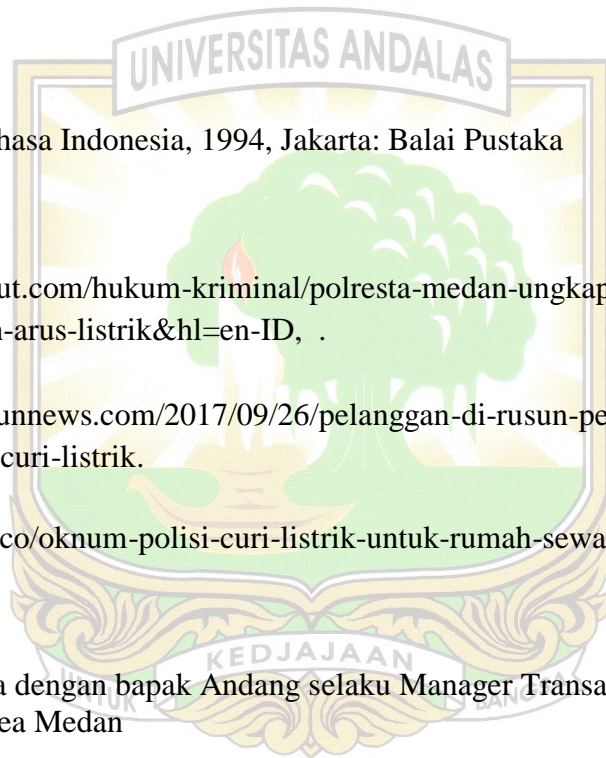 UNIVERSITAS ANDALAS
hasa Indonesia, 1994, Jakarta: Balai Pustaka
ut.com/hukum-kriminal/polresta-medan-ungkap
n-arus-listrik&hl=en-ID, .
unnews.com/2017/09/26/pelanggan-di-rusun-pe
curi-listrik.
co/oknum-polisi-curi-listrik-untuk-rumah-sewa
KEDJAJAAN
a dengan bapak Andang selaku Manager Transa
UNTUK BANGSA
ea Medan